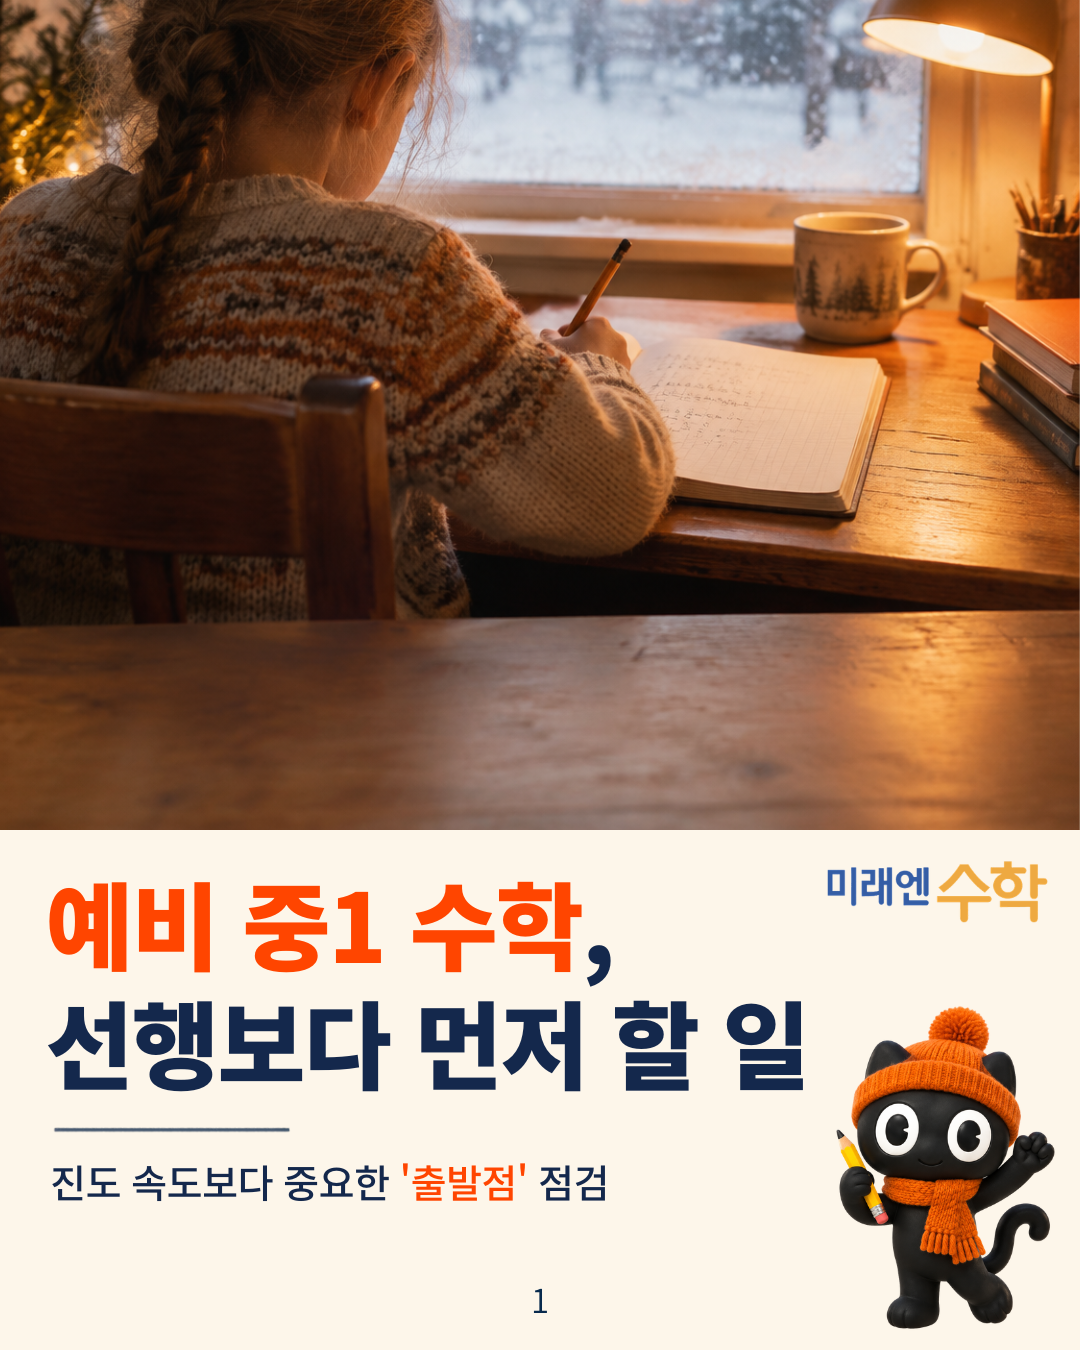 미래엔수학
예비 중1 수학,
선행보다 먼저 할 일
진도 속도보다 중요한 '출발점' 점검
1